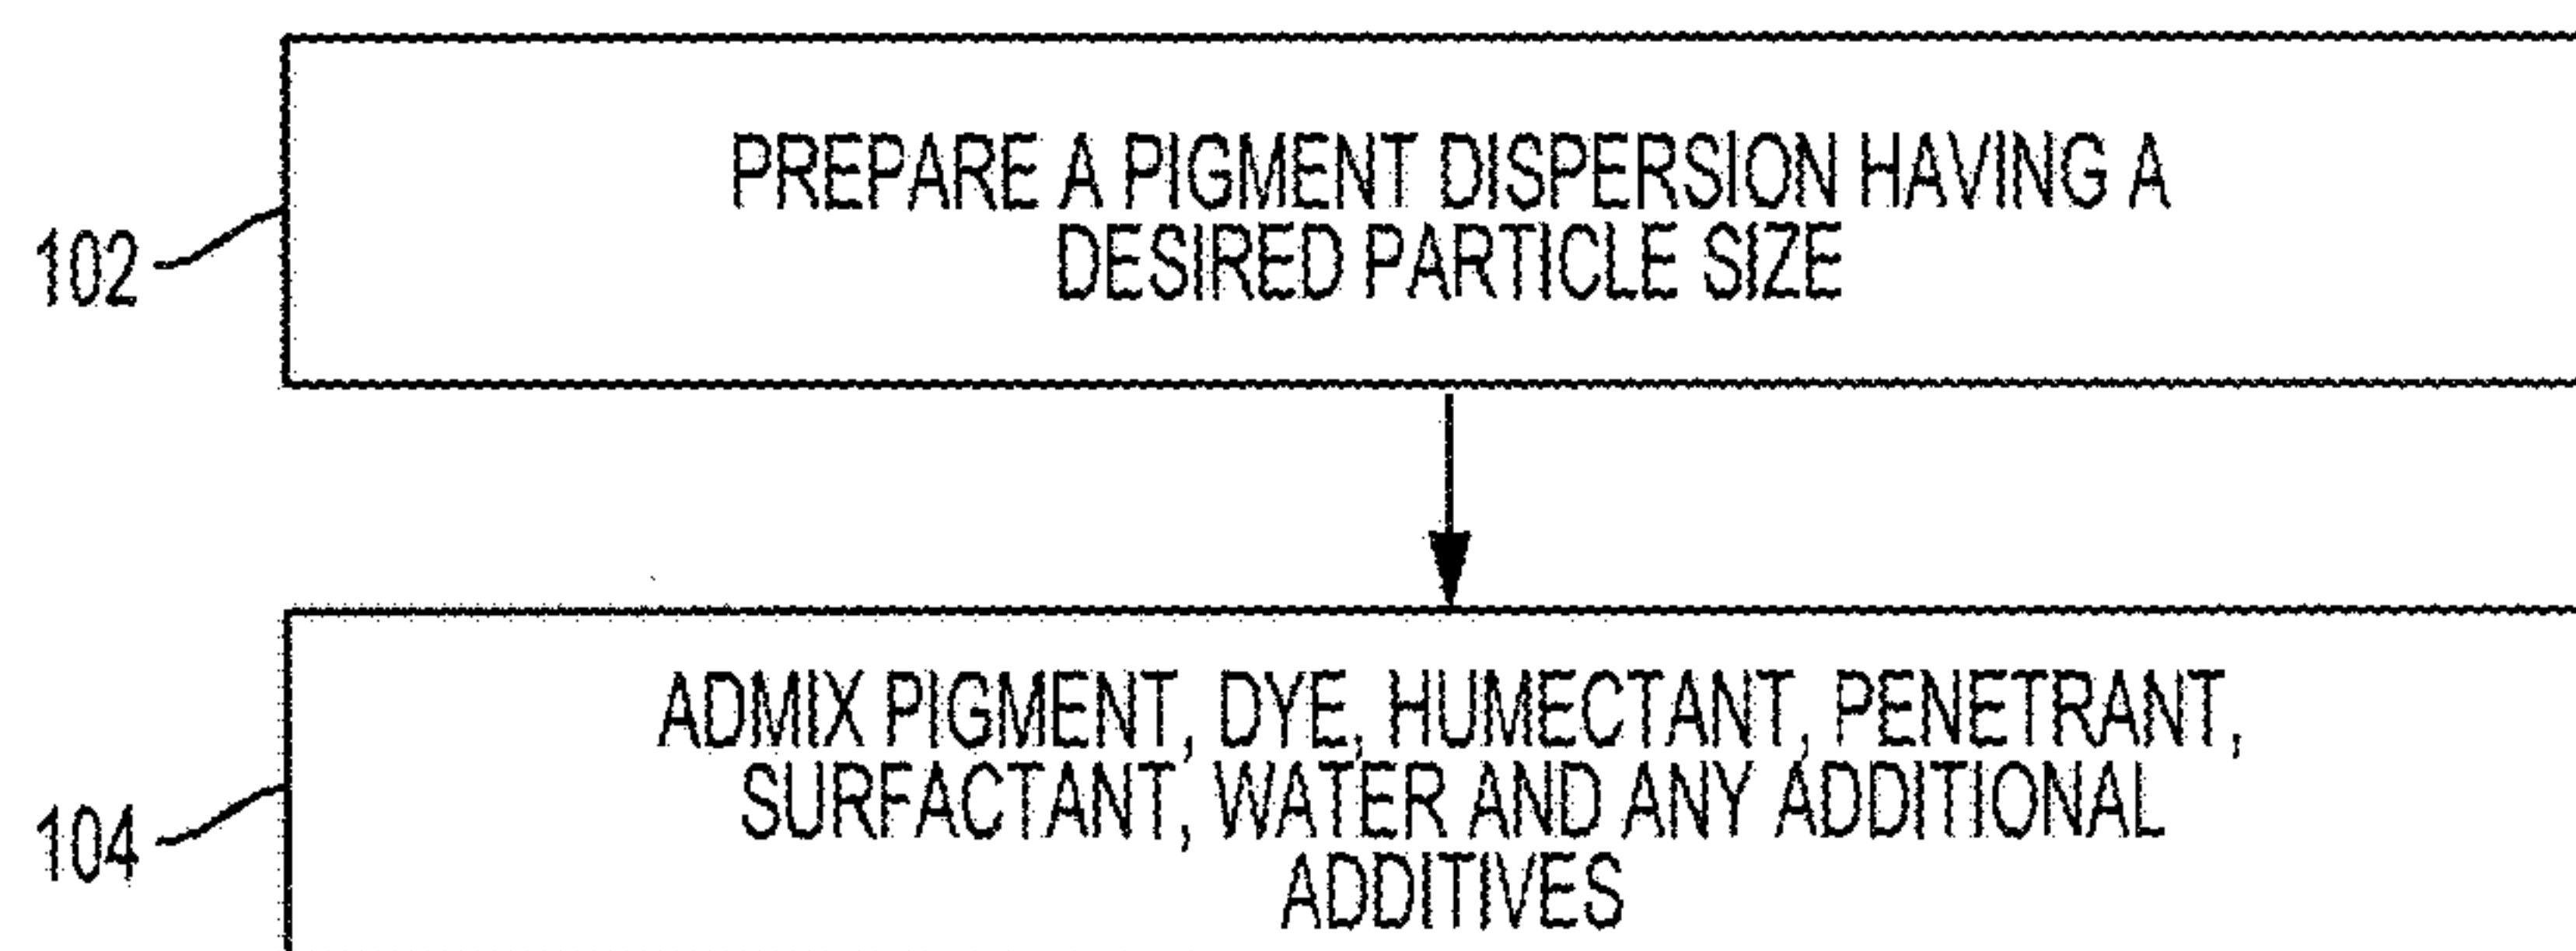 PREPARE A PIGMENT DISPERSION HAVING A
DESIRED PARTICLE SIZE
102
ADMIX PIGMENT, DYE, HUMECTANT, PENETRANT,
SURFACTANT, WATER AND ANY ADDITIONAL
ADDITIVES
104